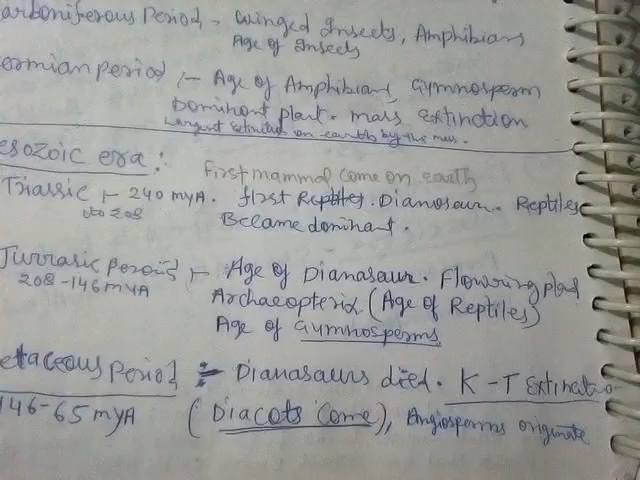 arboniferous Period - Winged Insects, Amphibians
Age of Insects
ermian period :- Age of Amphibians, Gymnosperm
Dominant plant. mass Extinction
Largest Extinction on earth by the mass.
esozoic era :
First mammal come on earth
Triassic :- 240 mYA. first Reptiles. Dianosaur. Reptiles
to 208
Became dominant.
Jurrasic Peroid :- Age of Dianasaur. Flowering plant
208-146 mYA
Archaeopterix (Age of Reptiles)
Age of Gymnosperms
etaceous Period :- Dianasaurs died. K-T Extinctio
146-65 mYA
(Diacots Come), Angiosperms originate